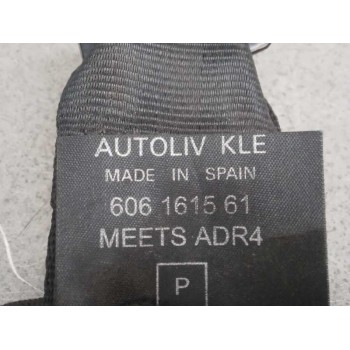 AUTOLIV KLE
MADE IN SPAIN
606 1615 61
MEETS ADR4
P